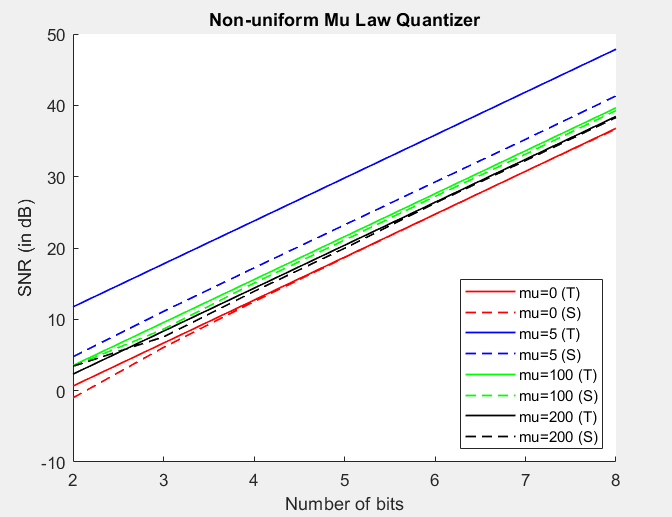 Non-uniform Mu Law Quantizer
50
40
30
20
10
0
-10
SNR (in dB)
2
3
4
5
6
7
8
Number of bits
mu=0 (T)
mu=0 (S)
mu=5 (T)
mu=5 (S)
mu=100 (T)
mu=100 (S)
mu=200 (T)
mu=200 (S)